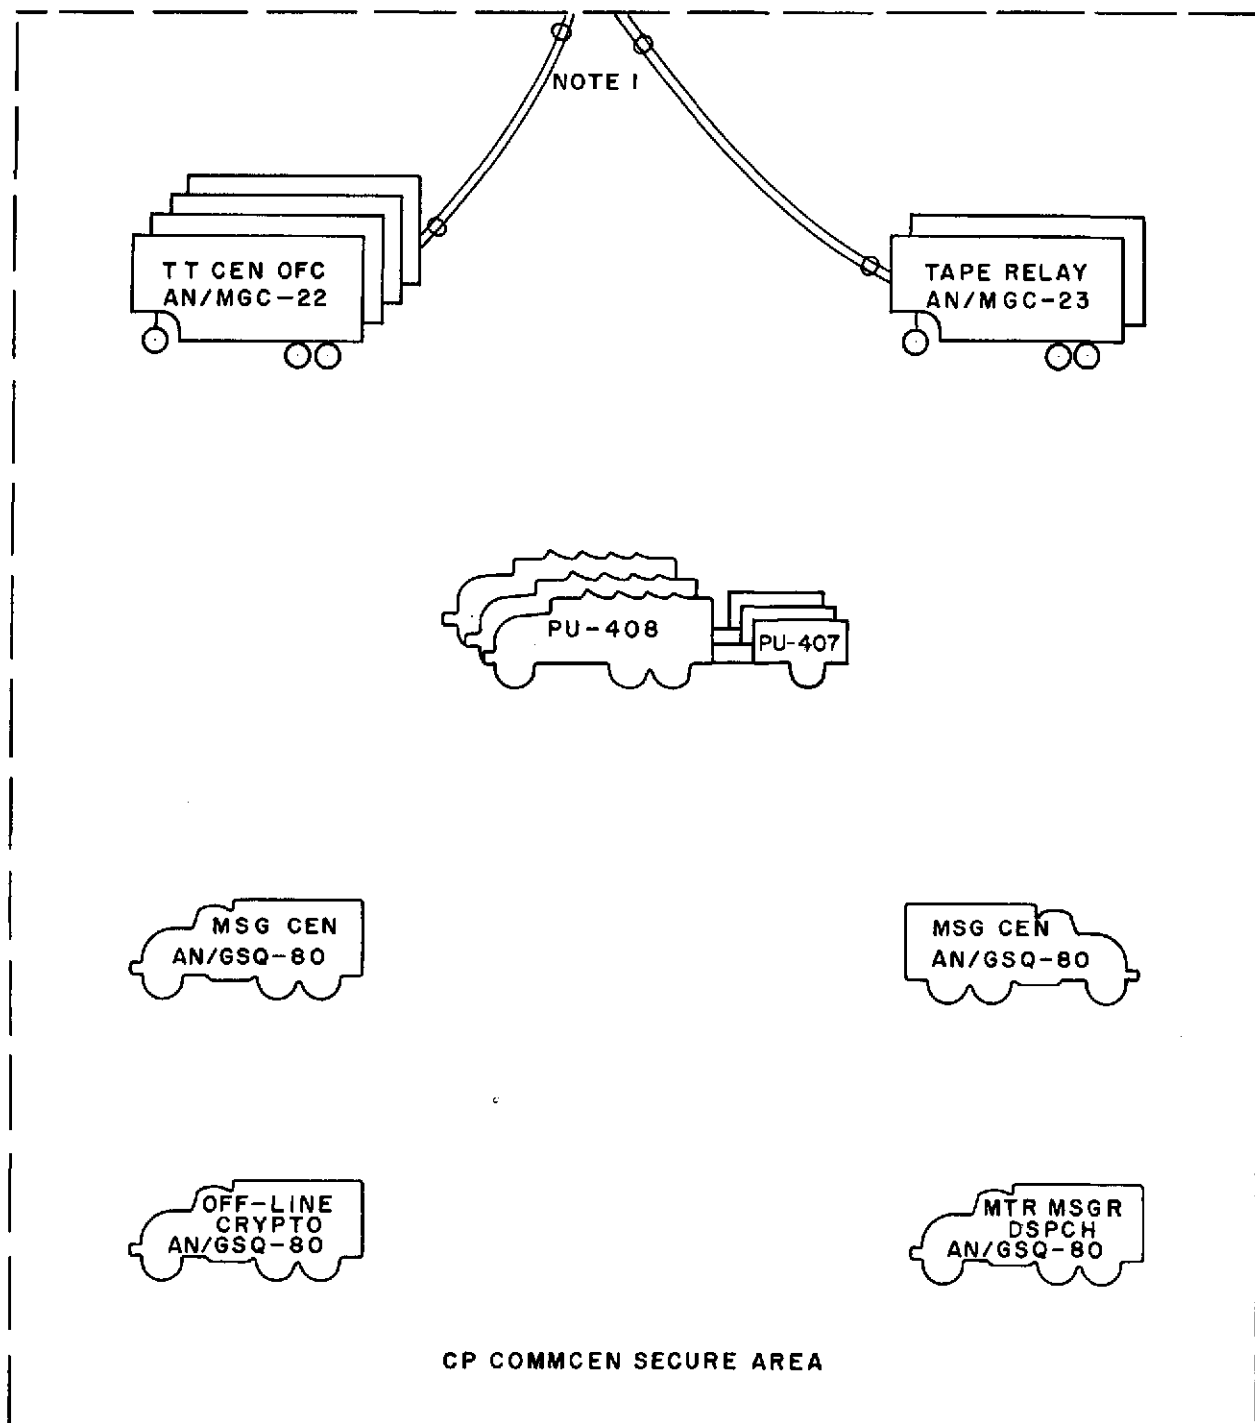 NOTE 1
TT CEN OFC
AN/MGC-22
TAPE RELAY
AN/MGC-23
PU-408
PU-407
MSG CEN
AN/GSQ-80
MSG CEN
AN/GSQ-80
OFF-LINE
CRYPTO
AN/GSQ-80
MTR MSGR
DSPCH
AN/GSQ-80
CP COMMCEN SECURE AREA